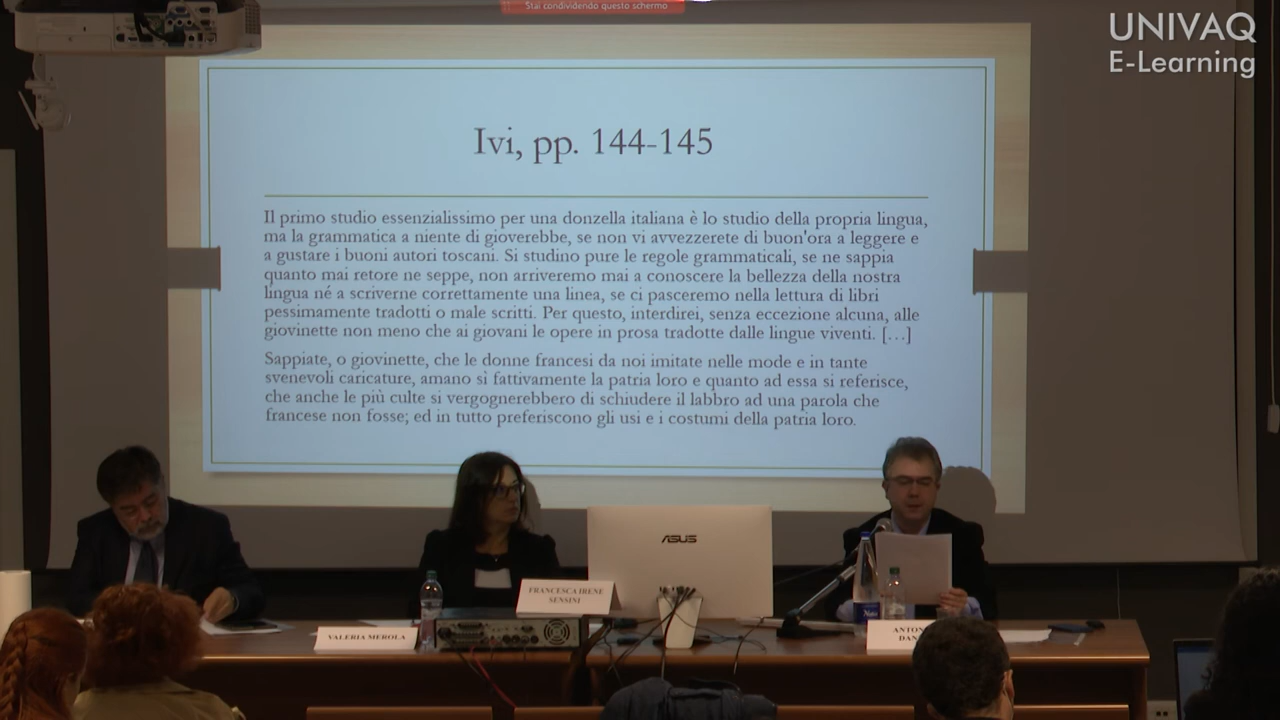 Stai condividendo questo schermo
UNIVAQ
E-Learning
Ivi, pp. 144-145
Il primo studio essenzialissimo per una donzella italiana è lo studio della propria lingua,
ma la grammatica a niente di gioverebbe, se non vi avvezzerete di buon'ora a leggere e
a gustare i buoni autori toscani. Si studino pure le regole grammaticali, se ne sappia
quanto mai retore ne seppe, non arriveremo mai a conoscere la bellezza della nostra
lingua né a scriverne correttamente una linea, se ci pasceremo nella lettura di libri
pessimamente tradotti o male scritti. Per questo, interdirei, senza eccezione alcuna, alle
giovinette non meno che ai giovani le opere in prosa tradotte dalle lingue viventi. […]
Sappiate, o giovinette, che le donne francesi da noi imitate nelle mode e in tante
svenevoli caricature, amano sì fattivamente la patria loro e quanto ad essa si riferisce,
che anche le più culte si vergognerebbero di schiudere il labbro ad una parola che
francese non fosse; ed in tutto preferiscono gli usi e i costumi della patria loro.
ASUS
FRANCESCA IRENE
SENSINI
VALERIA MEROLA